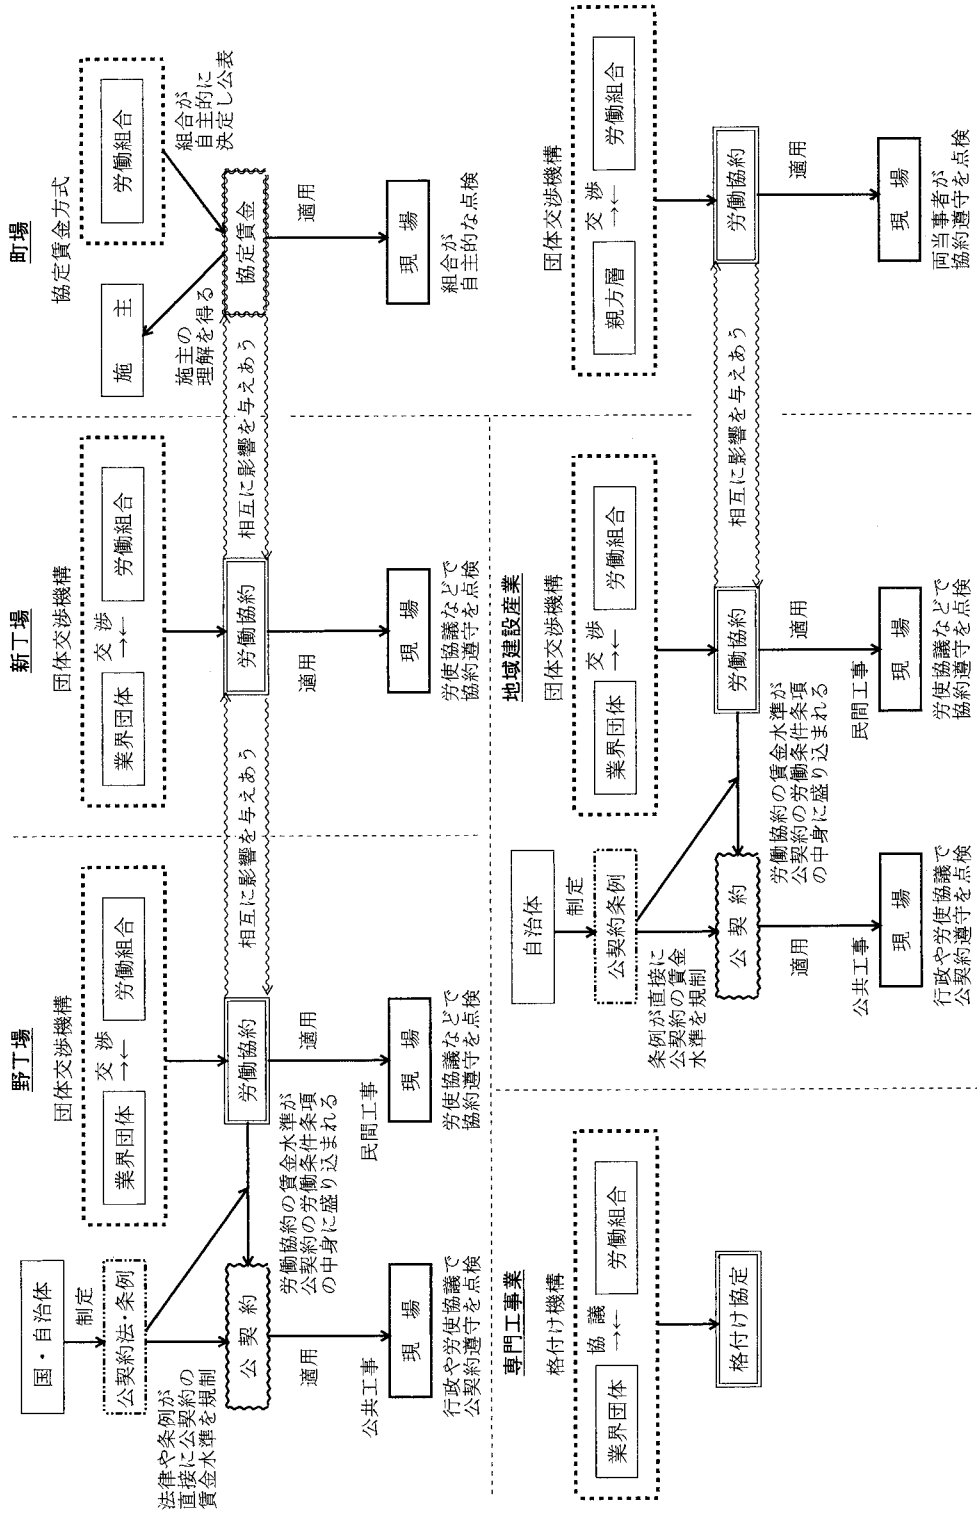 野丁場
国・自治体
制定
公契約法・条例
法律や条例が
直接に公契約の
賃金水準を規制
公契約
適用
公共工事
現場
行政や労使協議で
公契約遵守を点検
団体交渉機構
業界団体
交渉
→←
労働組合
労働協約
労働協約の賃金水準が
公契約の労働条件条項
の中身に盛り込まれる
適用
民間工事
現場
労使協議などで
協約遵守を点検
相互に影響を与えあう
新丁場
団体交渉機構
業界団体
交渉
→←
労働組合
労働協約
適用
現場
労使協議などで
協約遵守を点検
相互に影響を与えあう
町場
協定賃金方式
施主
労働組合
施主の
理解を得る
組合が
自主的に
決定し公表
協定賃金
適用
現場
組合が
自主的な点検
専門工事業
格付け機構
業界団体
協議
→←
労働組合
格付け協定
地域建設産業
自治体
制定
公契約条例
条例が直接に
公契約の賃金
水準を規制
公契約
適用
公共工事
現場
行政や労使協議で
公契約遵守を点検
団体交渉機構
業界団体
交渉
→←
労働組合
労働協約
労働協約の賃金水準が
公契約の労働条件条項
の中身に盛り込まれる
適用
民間工事
現場
労使協議などで
協約遵守を点検
相互に影響を与えあう
団体交渉機構
親方層
交渉
→←
労働組合
労働協約
適用
現場
両当事者が
協約遵守を点検